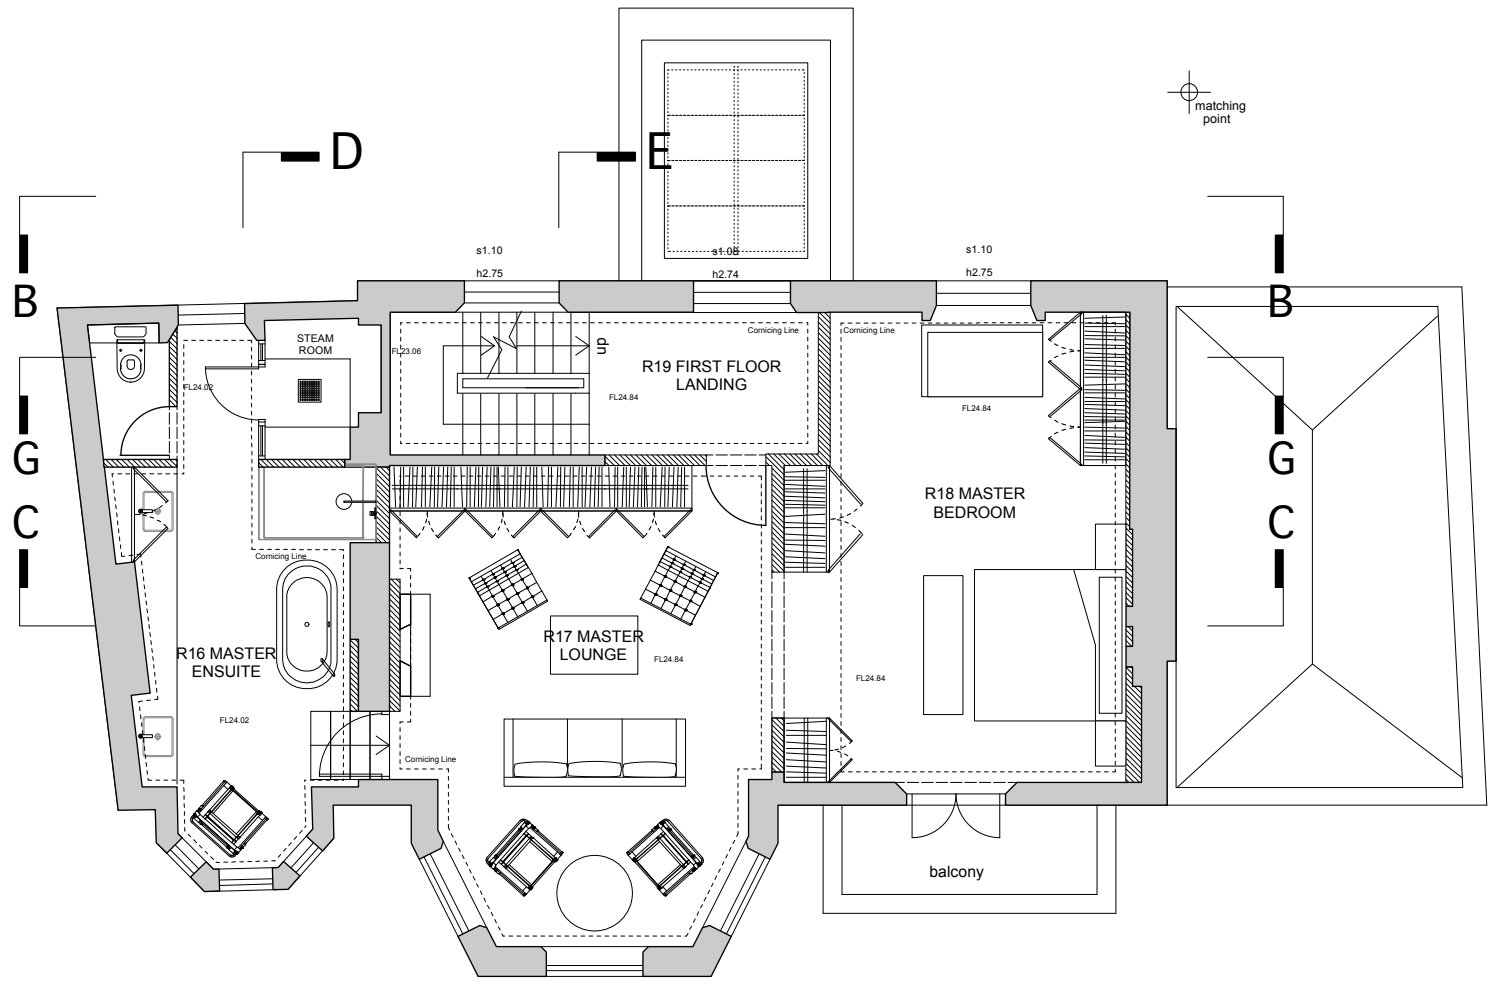 matching
point
D
E
B
B
s1.10
s1.08
s1.10
h2.75
h2.74
h2.75
STEAM
ROOM
Cornicing Line
Cornicing Line
up
FL23.06
R19 FIRST FLOOR
LANDING
FL24.02
FL24.84
FL24.84
G
G
R18 MASTER
BEDROOM
C
C
Cornicing Line
R17 MASTER
LOUNGE
R16 MASTER
ENSUITE
FL24.84
FL24.84
FL24.02
Cornicing Line
balcony